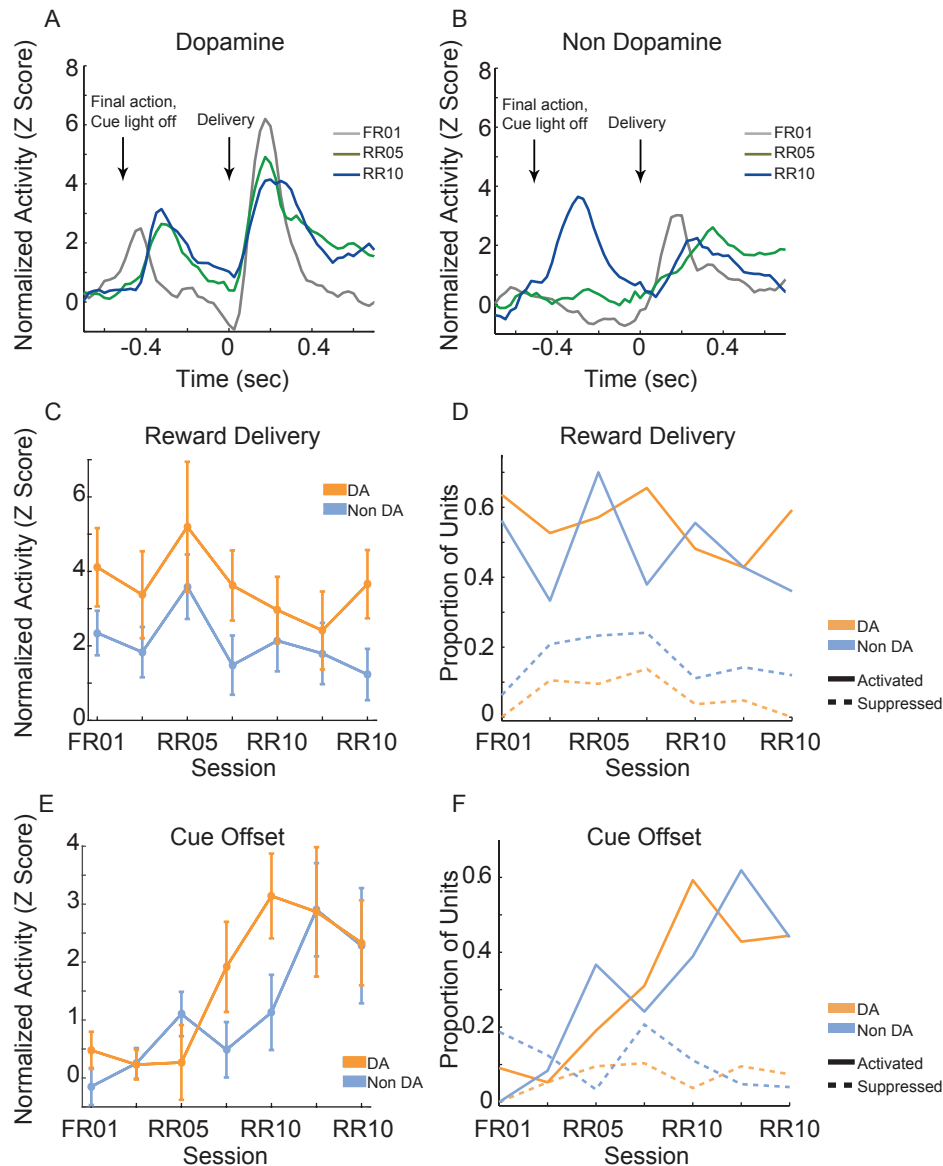 A
Dopamine
Normalized Activity (Z Score)
8
6
4
2
0
Final action,
Cue light off
Delivery
FR01
RR05
RR10
-0.4
0
0.4
Time (sec)
B
Non Dopamine
Normalized Activity (Z Score)
8
6
4
2
0
Final action,
Cue light off
Delivery
FR01
RR05
RR10
-0.4
0
0.4
Time (sec)
C
Reward Delivery
Normalized Activity (Z Score)
6
4
2
0
DA
Non DA
FR01
RR05
RR10
RR10
Session
D
Reward Delivery
Proportion of Units
0.6
0.4
0.2
0
DA
Non DA
Activated
Suppressed
FR01
RR05
RR10
RR10
Session
E
Cue Offset
Normalized Activity (Z Score)
4
3
2
1
0
DA
Non DA
FR01
RR05
RR10
RR10
Session
F
Cue Offset
Proportion of Units
0.6
0.4
0.2
0
DA
Non DA
Activated
Suppressed
FR01
RR05
RR10
RR10
Session